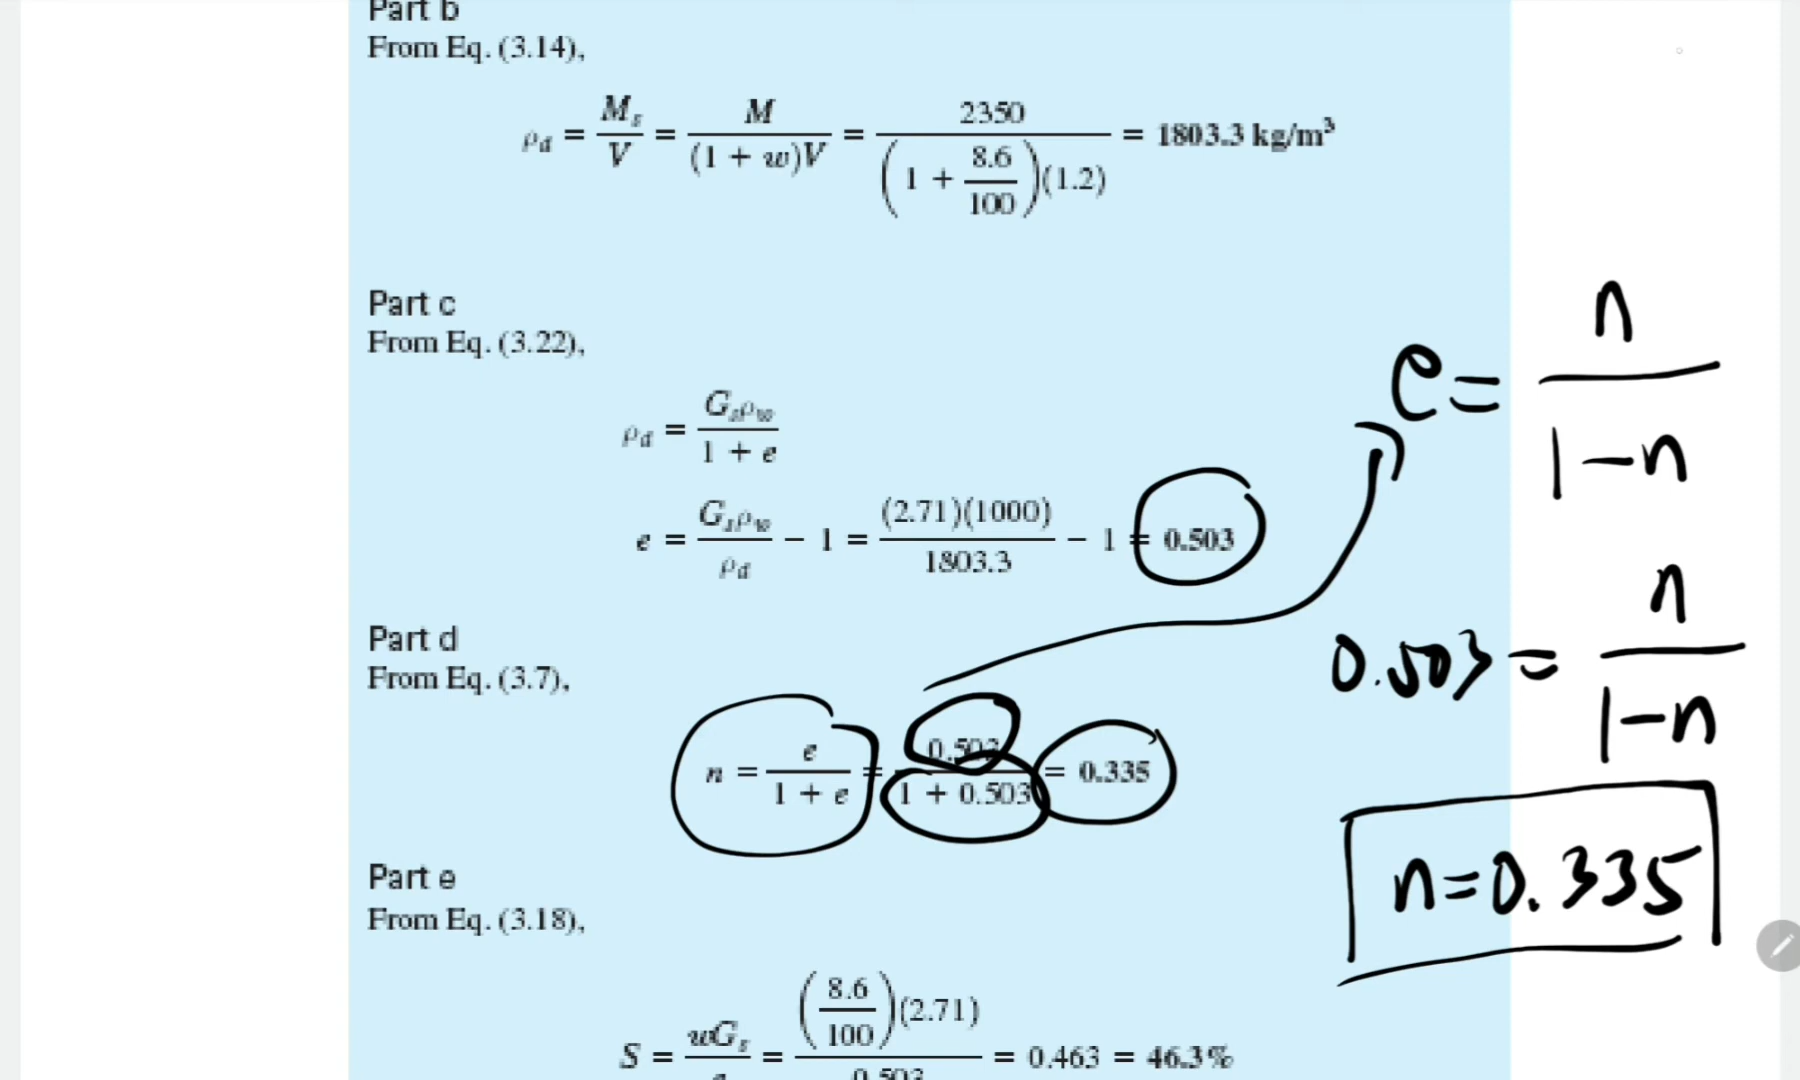 Part b
From Eq. (3.14),
ρd = Ms/V = M/((1 + w)V) = 2350/((1 + 8.6/100)(1.2)) = 1803.3 kg/m³
Part c
From Eq. (3.22),
ρd = Gsρw/(1 + e)
e = Gsρw/ρd − 1 = (2.71)(1000)/1803.3 − 1 = 0.503
Part d
From Eq. (3.7),
n = e/(1 + e) = 0.503/(1 + 0.503) = 0.335
Part e
From Eq. (3.18),
S = wGs/e = (8.6/100)(2.71)/0.503 = 0.463 = 46.3%
e = n/(1−n)
0.503 = n/(1−n)
n=0.335